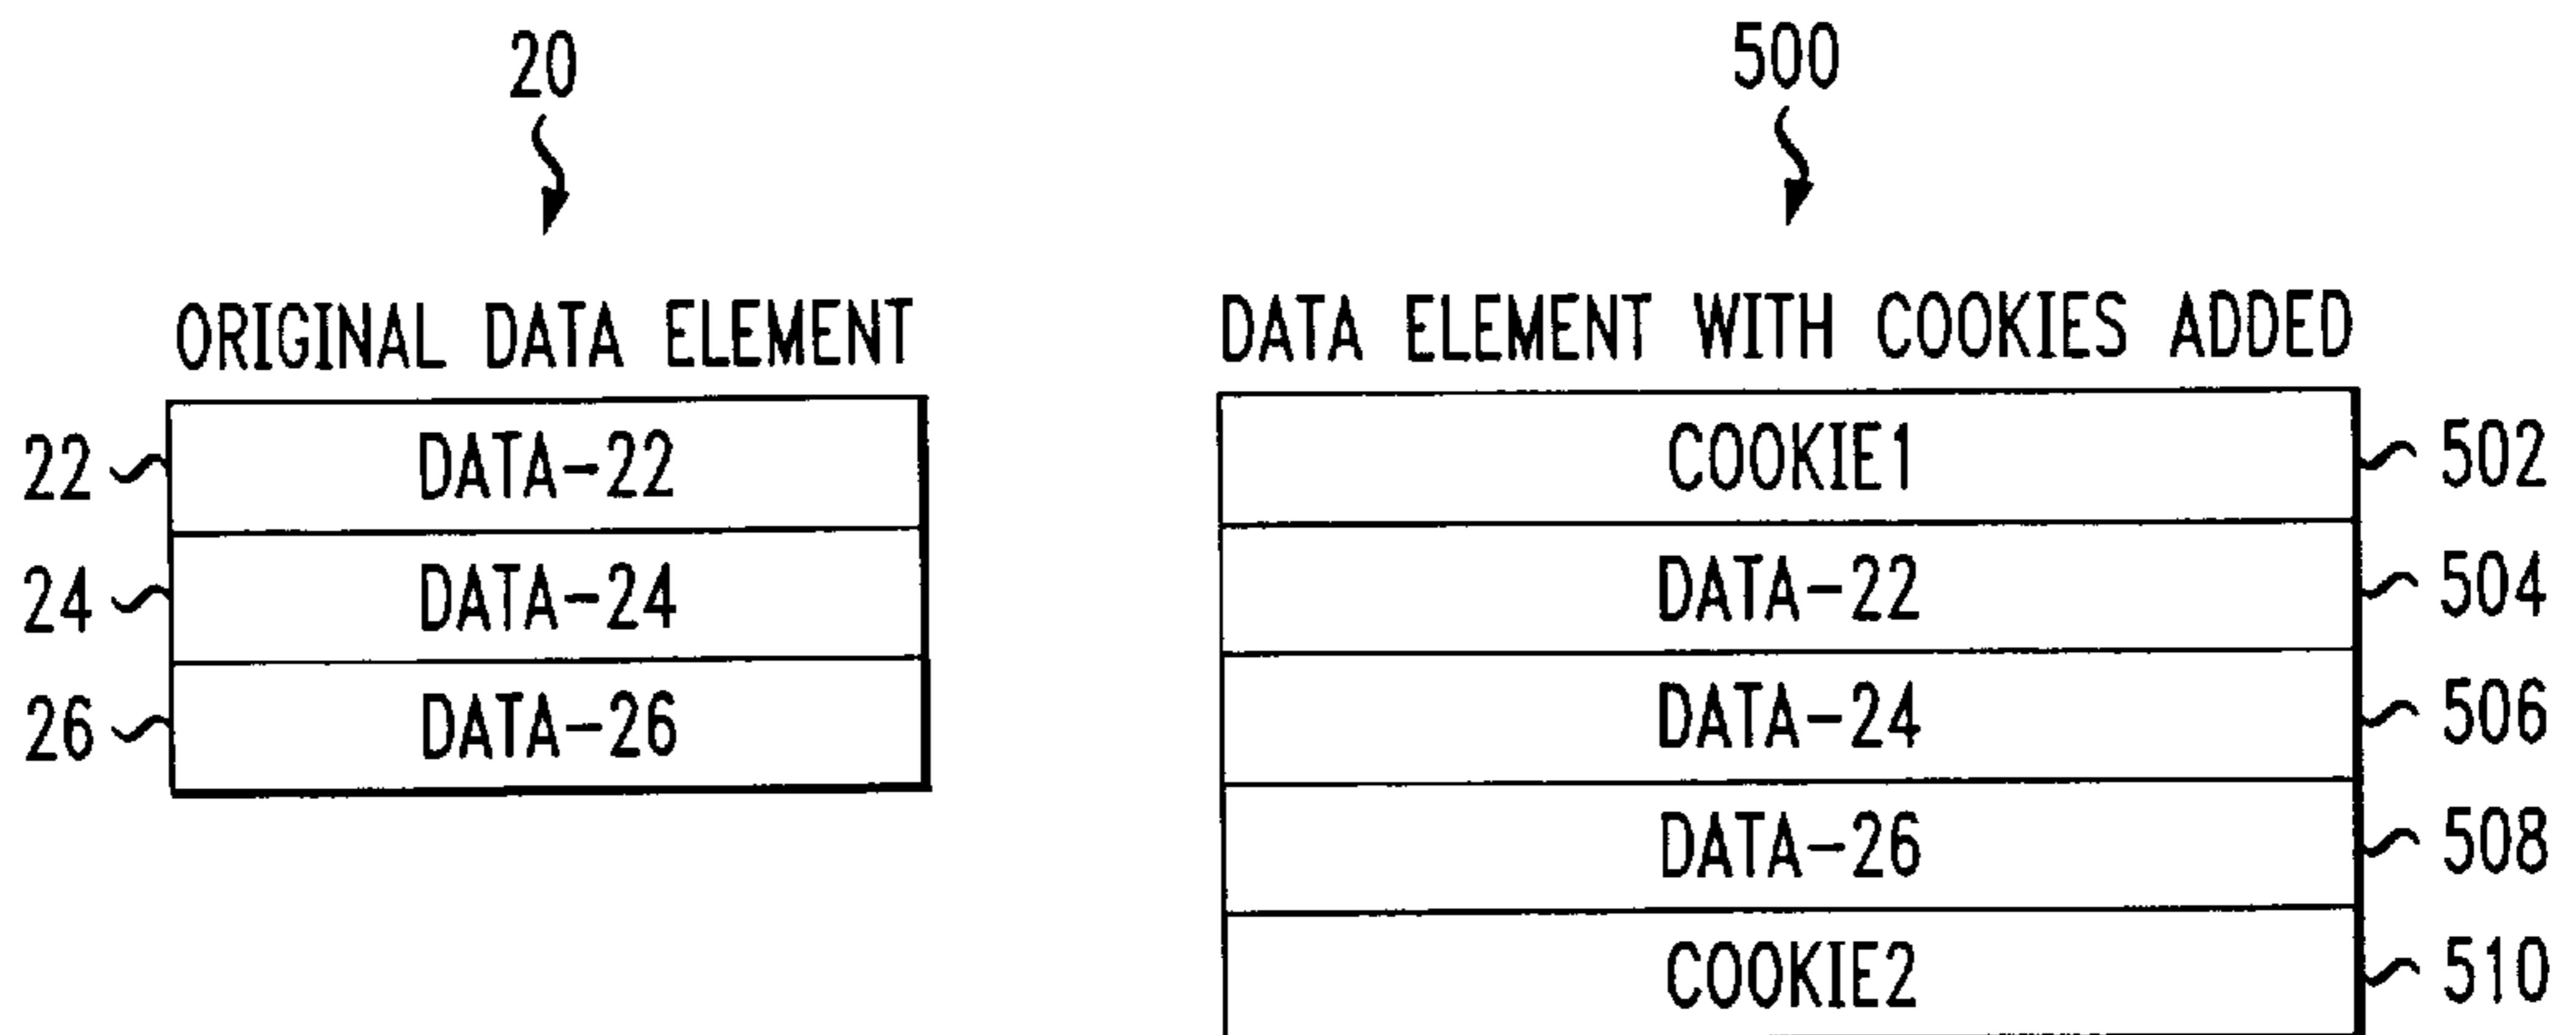 20
ORIGINAL DATA ELEMENT
22 DATA-22
24 DATA-24
26 DATA-26
500
DATA ELEMENT WITH COOKIES ADDED
COOKIE1 502
DATA-22 504
DATA-24 506
DATA-26 508
COOKIE2 510